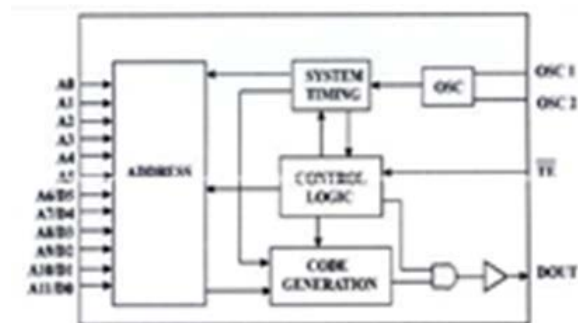 A0
A1
A2
A3
A4
A5
A6/D5
A7/D4
A8/D3
A9/D2
A10/D1
A11/D0
ADDRESS
SYSTEM
TIMING
OSC
OSC 1
OSC 2
CONTROL
LOGIC
TE
CODE
GENERATION
DOUT